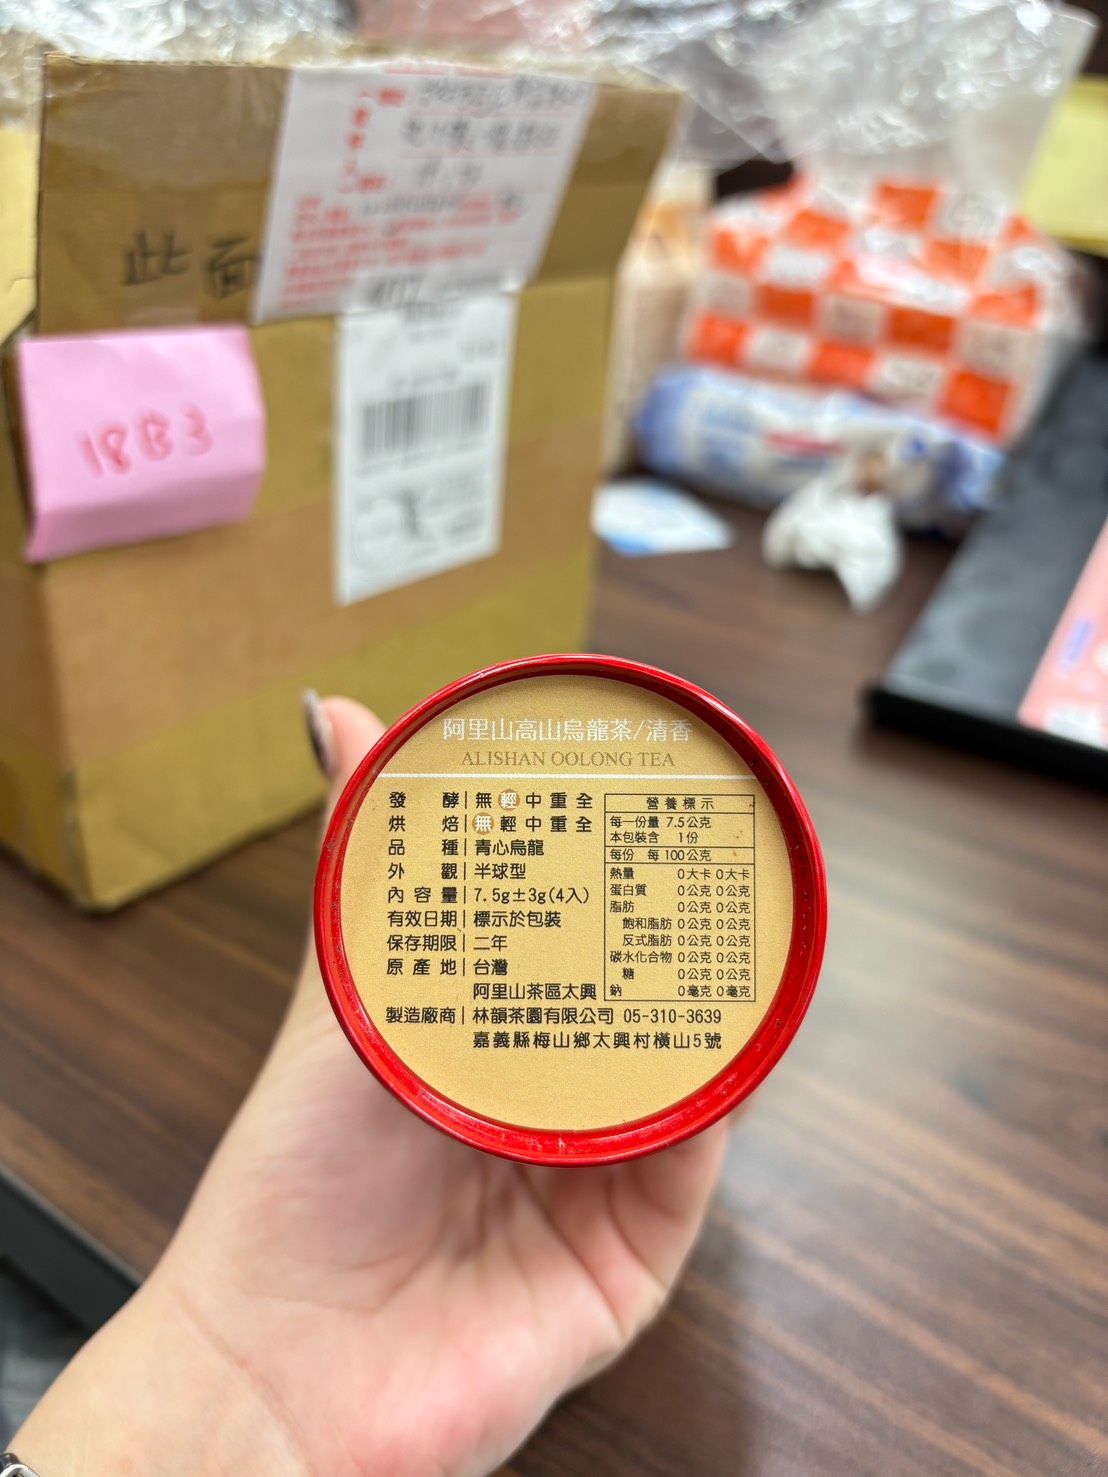 此面
18B3
阿里山高山烏龍茶/清香
ALISHAN OOLONG TEA
發酵|無輕中重全
烘焙|無輕中重全
品種|青心烏龍
外觀|半球型
內容量|7.5g±3g(4入)
有效日期|標示於包裝
保存期限|二年
原產地|台灣
阿里山茶區太興
製造廠商|林韻茶園有限公司 05-310-3639
嘉義縣梅山鄉太興村橫山5號
營養標示
每一份量 7.5公克
本包裝含 1份
每份 每100公克
熱量 0大卡 0大卡
蛋白質 0公克 0公克
脂肪 0公克 0公克
飽和脂肪 0公克 0公克
反式脂肪 0公克 0公克
碳水化合物 0公克 0公克
糖 0公克 0公克
鈉 0毫克 0毫克